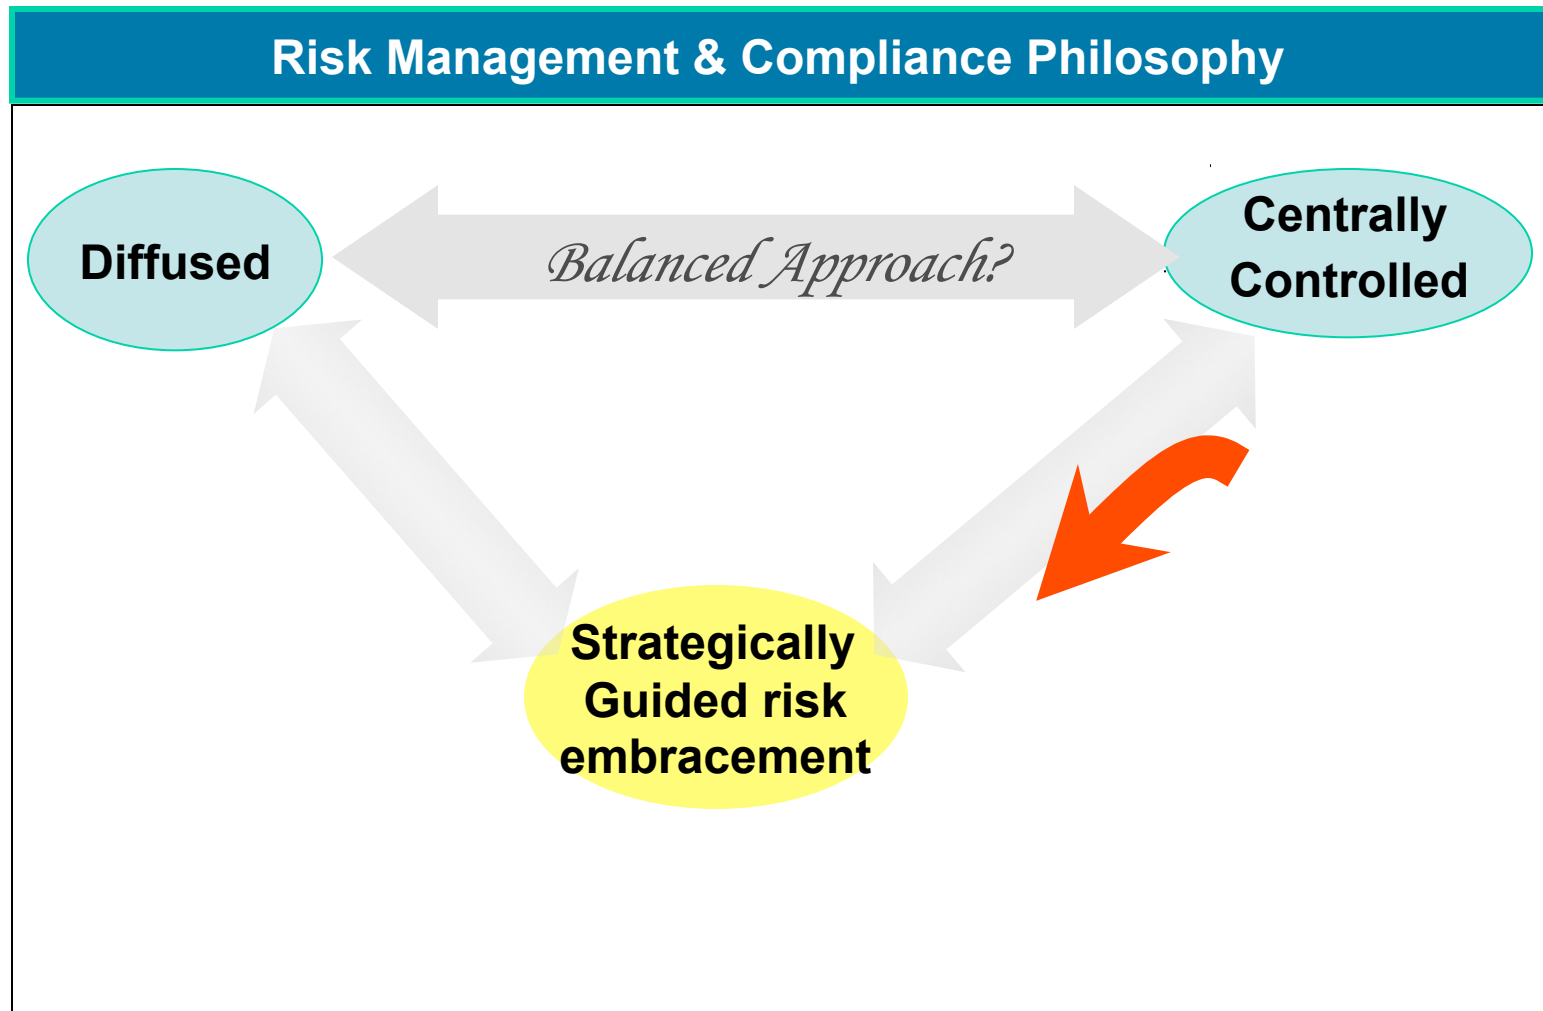 Risk Management & Compliance Philosophy
Diffused
Balanced Approach?
Centrally
Controlled
Strategically
Guided risk
embracement